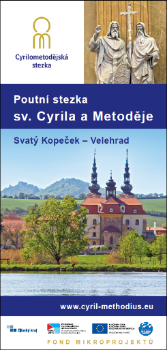 Cyrilometodějská
stezka
Poutní stezka
sv. Cyrila a Metoděje
Svatý Kopeček – Velehrad
www.cyril-methodius.eu
FOND MIKROPROJEKTŮ